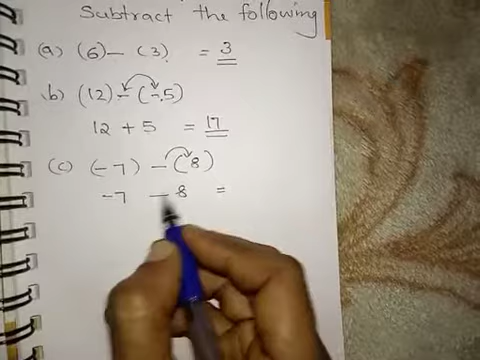 Subtract the following
(a) (6) - (3) = 3
b) (12) - (-5)
12 + 5 = 17
(c) (-7) - (8)
-7 - 8 =